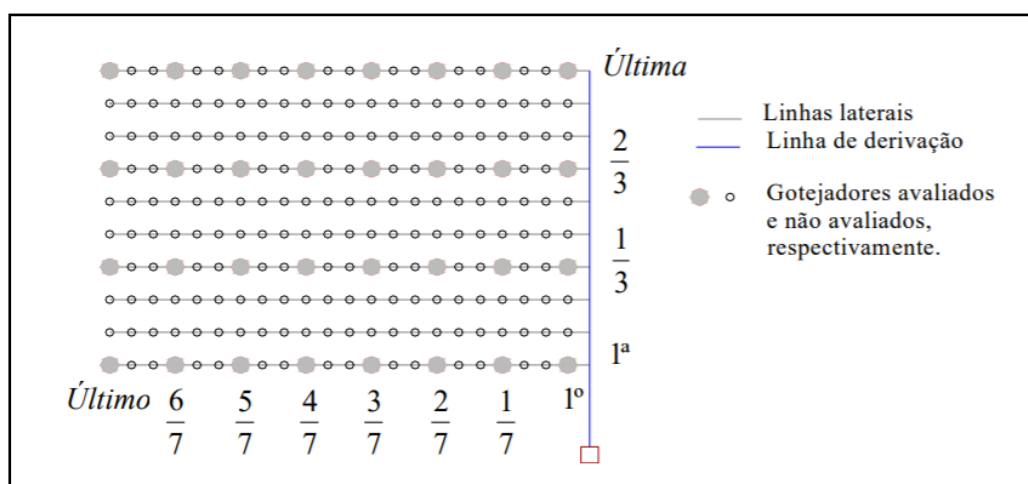 Última
Linhas laterais
Linha de derivação
2
3
Gotejadores avaliados
e não avaliados,
respectivamente.
1
3
1ª
Último 6 5 4 3 2 1 1º
7 7 7 7 7 7